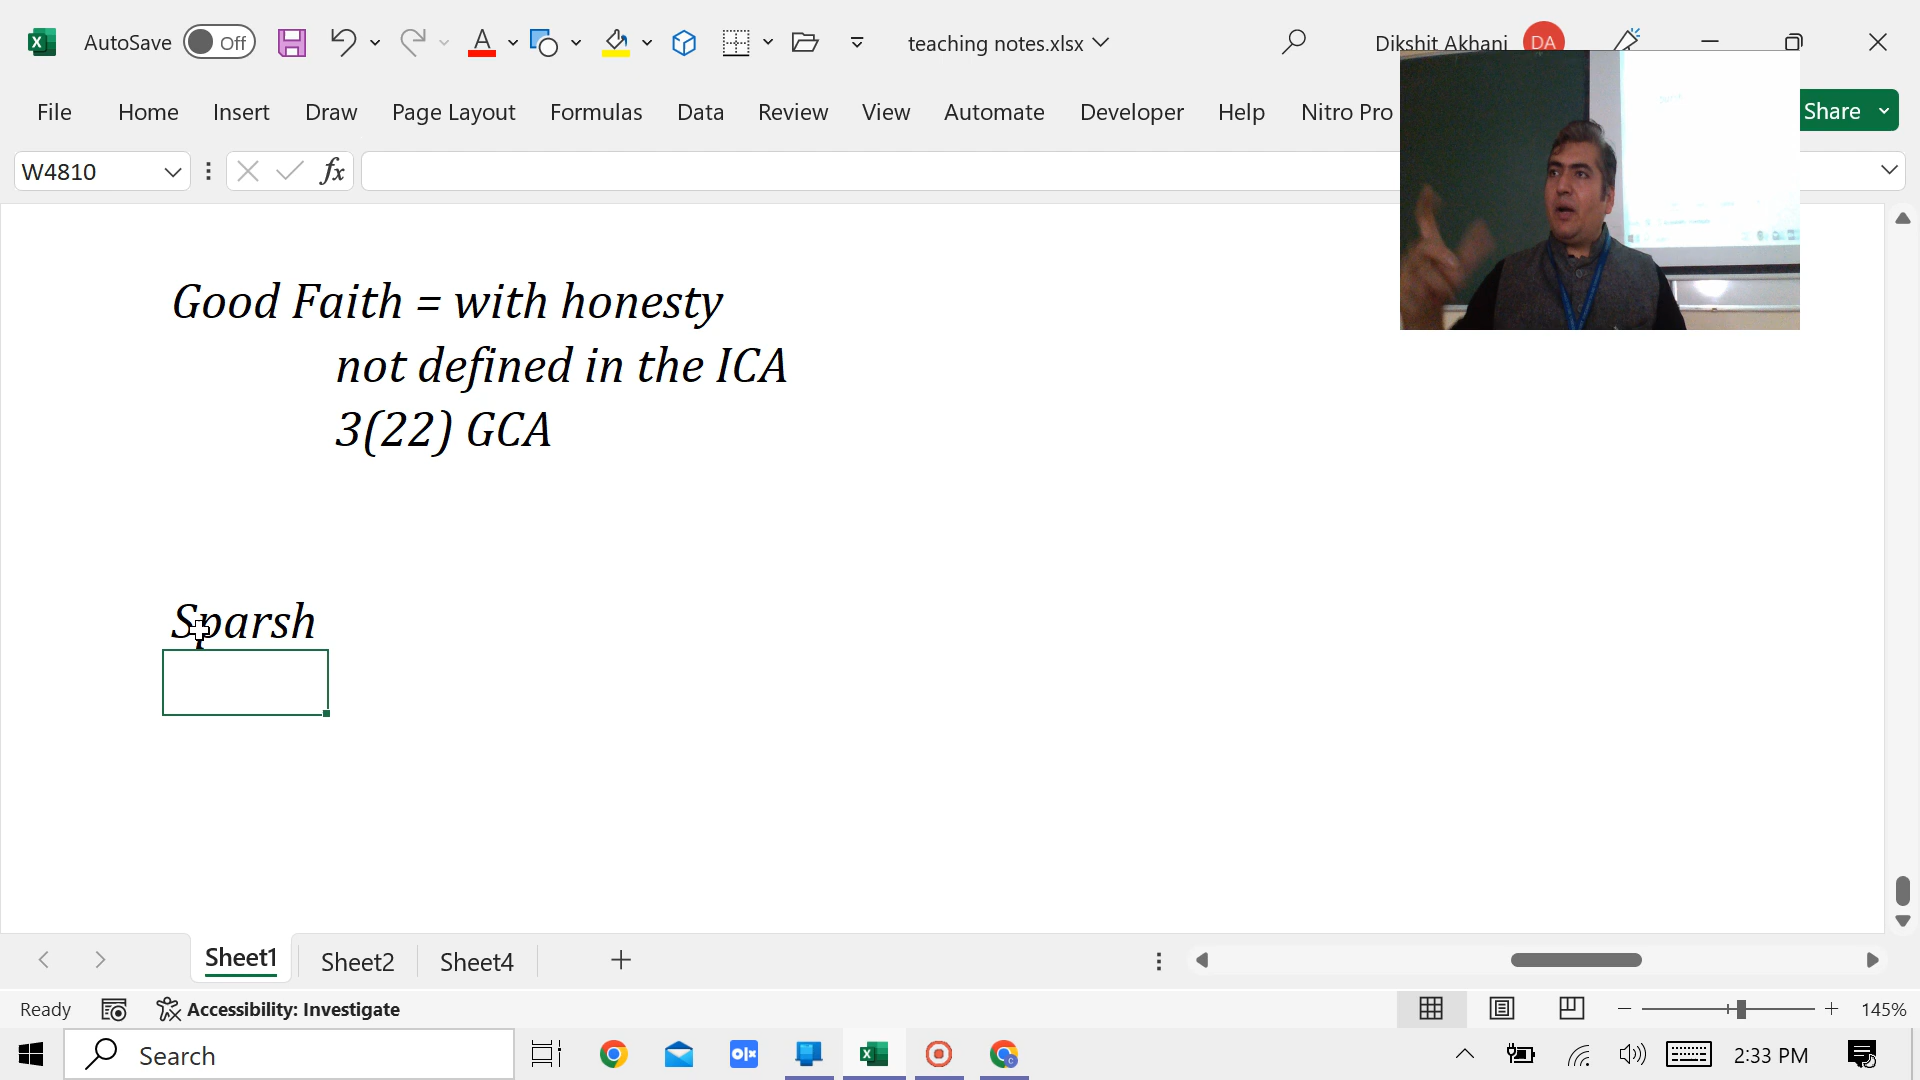 AutoSave Off teaching notes.xlsx Dikshit Akhani DA
File Home Insert Draw Page Layout Formulas Data Review View Automate Developer Help Nitro Pro Share
W4810 fx
Good Faith = with honesty
not defined in the ICA
3(22) GCA
Sparsh
Sheet1 Sheet2 Sheet4
Ready Accessibility: Investigate 145%
Search olx 2:33 PM